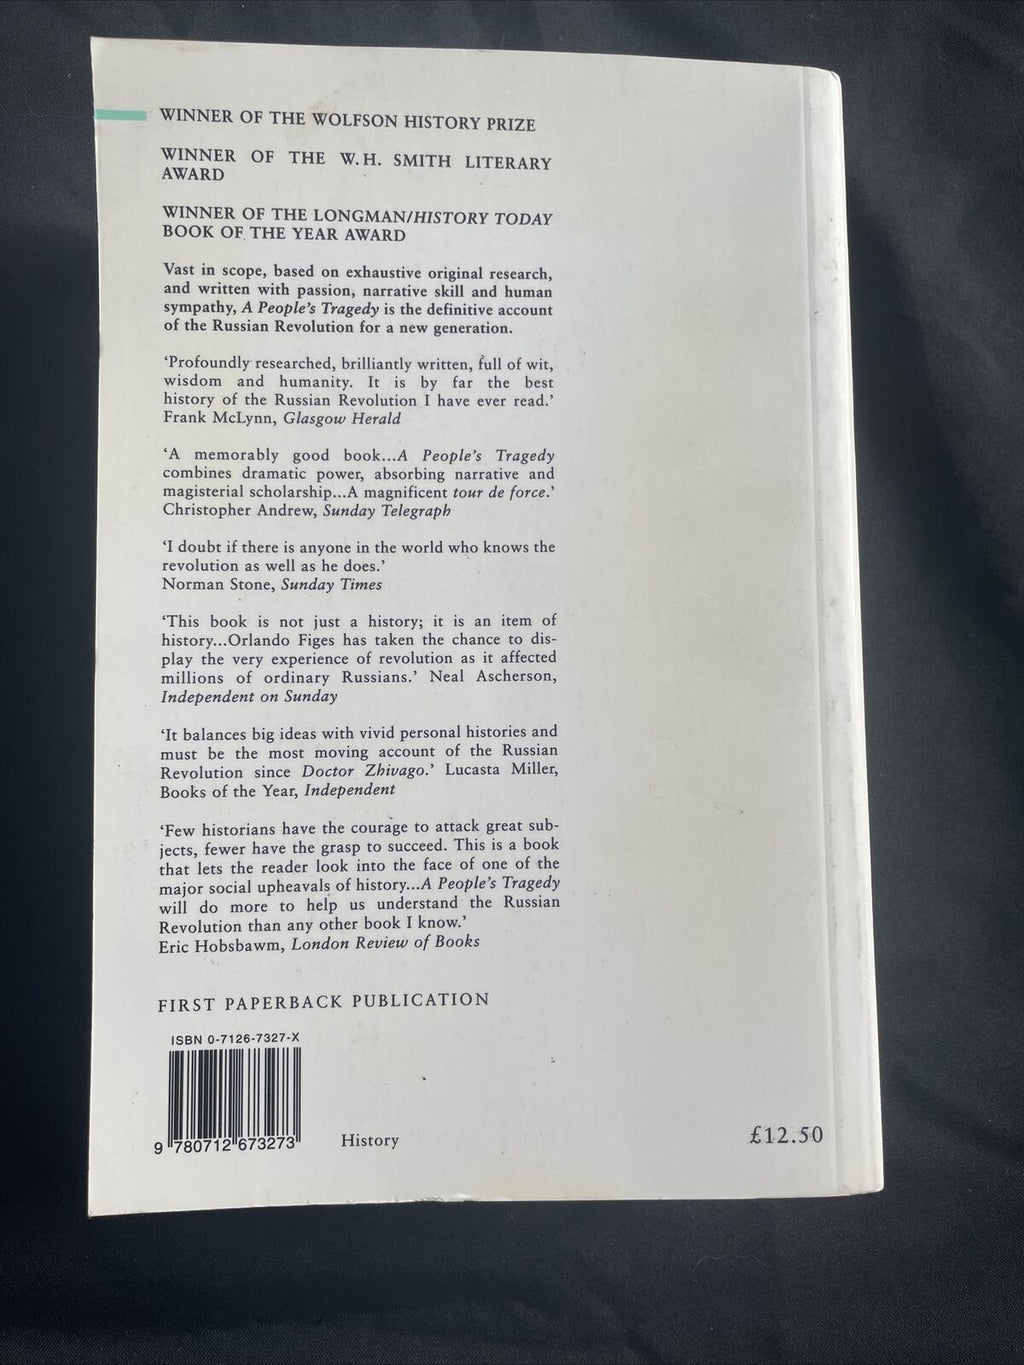 WINNER OF THE WOLFSON HISTORY PRIZE
WINNER OF THE W.H. SMITH LITERARY
AWARD
WINNER OF THE LONGMAN/HISTORY TODAY
BOOK OF THE YEAR AWARD
Vast in scope, based on exhaustive original research,
and written with passion, narrative skill and human
sympathy, A People's Tragedy is the definitive account
of the Russian Revolution for a new generation.
‘Profoundly researched, brilliantly written, full of wit,
wisdom and humanity. It is by far the best
history of the Russian Revolution I have ever read.’
Frank McLynn, Glasgow Herald
‘A memorably good book...A People's Tragedy
combines dramatic power, absorbing narrative and
magisterial scholarship...A magnificent tour de force.’
Christopher Andrew, Sunday Telegraph
‘I doubt if there is anyone in the world who knows the
revolution as well as he does.’
Norman Stone, Sunday Times
‘This book is not just a history; it is an item of
history...Orlando Figes has taken the chance to dis-
play the very experience of revolution as it affected
millions of ordinary Russians.’ Neal Ascherson,
Independent on Sunday
‘It balances big ideas with vivid personal histories and
must be the most moving account of the Russian
Revolution since Doctor Zhivago.’ Lucasta Miller,
Books of the Year, Independent
‘Few historians have the courage to attack great sub-
jects, fewer have the grasp to succeed. This is a book
that lets the reader look into the face of one of the
major social upheavals of history...A People's Tragedy
will do more to help us understand the Russian
Revolution than any other book I know.’
Eric Hobsbawm, London Review of Books
FIRST PAPERBACK PUBLICATION
ISBN 0-7126-7327-X
9 780712 673273
History
£12.50